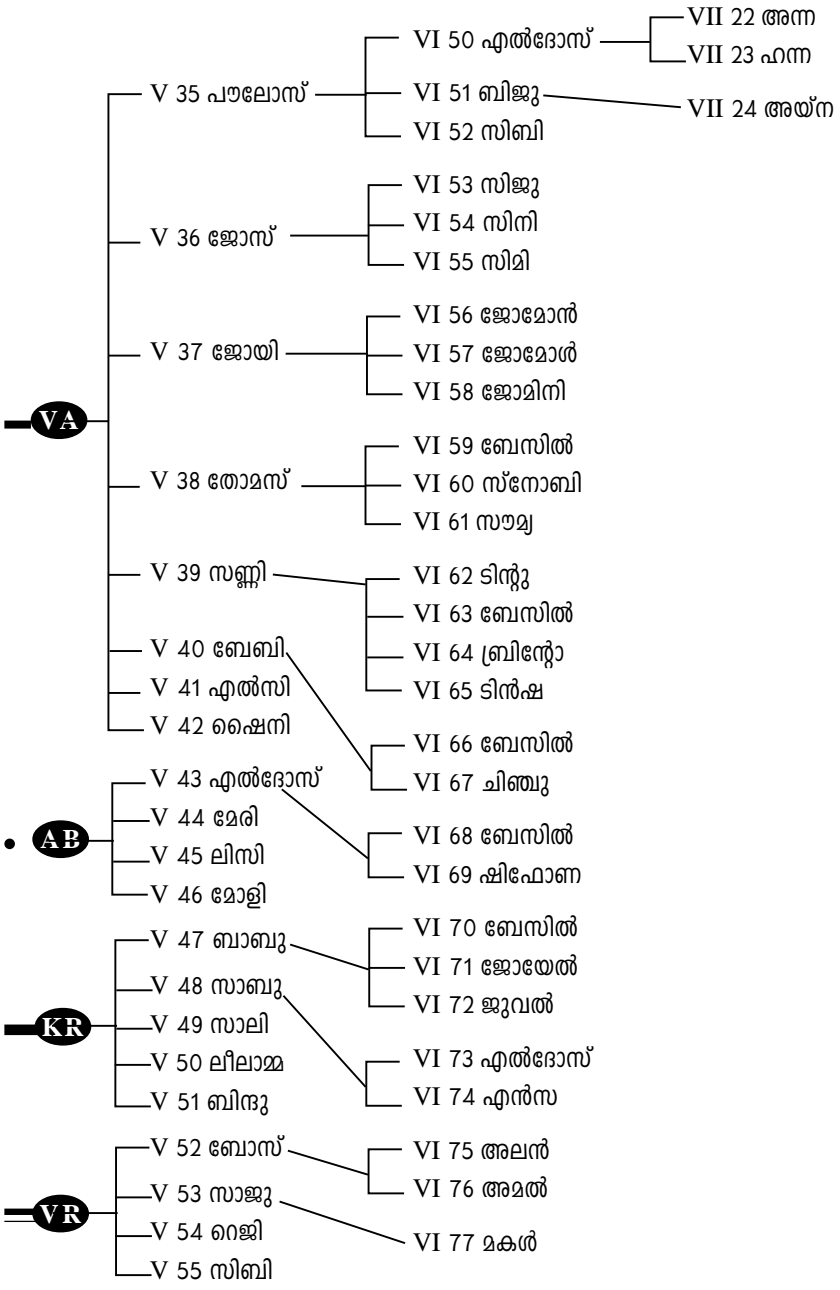 VII 22 അന്ന
VI 50 എൽദോസ്
VII 23 ഹന്ന
V 35 പൗലോസ്
VI 51 ബിജു
VII 24 അയ്ന
VI 52 സിബി
VI 53 സിജു
V 36 ജോസ്
VI 54 സിനി
VI 55 സിമി
VI 56 ജോമോൻ
V 37 ജോയി
VI 57 ജോമോൾ
VI 58 ജോമിനി
VA
VI 59 ബേസിൽ
V 38 തോമസ്
VI 60 സ്നോബി
VI 61 സൗമ്യ
V 39 സണ്ണി
VI 62 ടിന്റു
VI 63 ബേസിൽ
V 40 ബേബി
VI 64 ബ്രിന്റോ
V 41 എൽസി
VI 65 ടിൻഷ
V 42 ഷൈനി
VI 66 ബേസിൽ
V 43 എൽദോസ്
VI 67 ചിഞ്ചു
V 44 മേരി
AB
VI 68 ബേസിൽ
V 45 ലിസി
VI 69 ഷിഫോണ
V 46 മോളി
VI 70 ബേസിൽ
V 47 ബാബു
VI 71 ജോയേൽ
V 48 സാബു
VI 72 ജുവൽ
KR
V 49 സാലി
V 50 ലീലാമ്മ
VI 73 എൽദോസ്
V 51 ബിന്ദു
VI 74 എൻസ
V 52 ബോസ്
VI 75 അലൻ
V 53 സാജു
VI 76 അമൽ
VR
V 54 റെജി
VI 77 മകൾ
V 55 സിബി